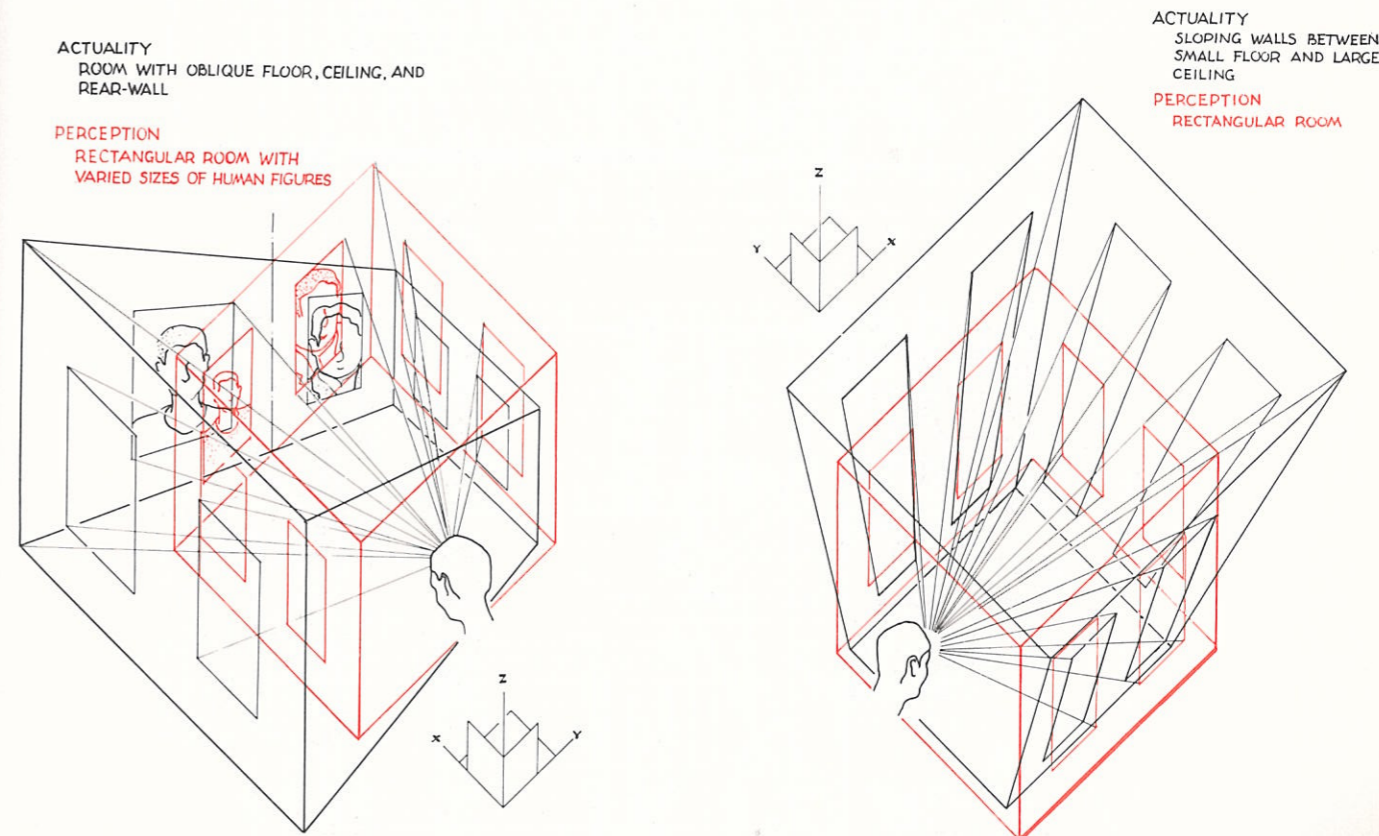 ACTUALITY
ROOM WITH OBLIQUE FLOOR, CEILING, AND
REAR-WALL
PERCEPTION
RECTANGULAR ROOM WITH
VARIED SIZES OF HUMAN FIGURES
X
Z
Y
ACTUALITY
SLOPING WALLS BETWEEN
SMALL FLOOR AND LARGE
CEILING
PERCEPTION
RECTANGULAR ROOM
Y
Z
X